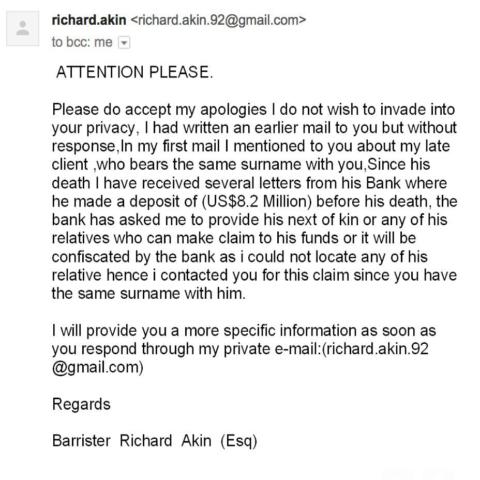 richard.akin <richard.akin.92@gmail.com>
to bcc: me
ATTENTION PLEASE.
Please do accept my apologies I do not wish to invade into
your privacy, I had written an earlier mail to you but without
response,In my first mail I mentioned to you about my late
client ,who bears the same surname with you,Since his
death I have received several letters from his Bank where
he made a deposit of (US$8.2 Million) before his death, the
bank has asked me to provide his next of kin or any of his
relatives who can make claim to his funds or it will be
confiscated by the bank as i could not locate any of his
relative hence i contacted you for this claim since you have
the same surname with him.
I will provide you a more specific information as soon as
you respond through my private e-mail:(richard.akin.92
@gmail.com)
Regards
Barrister Richard Akin (Esq)